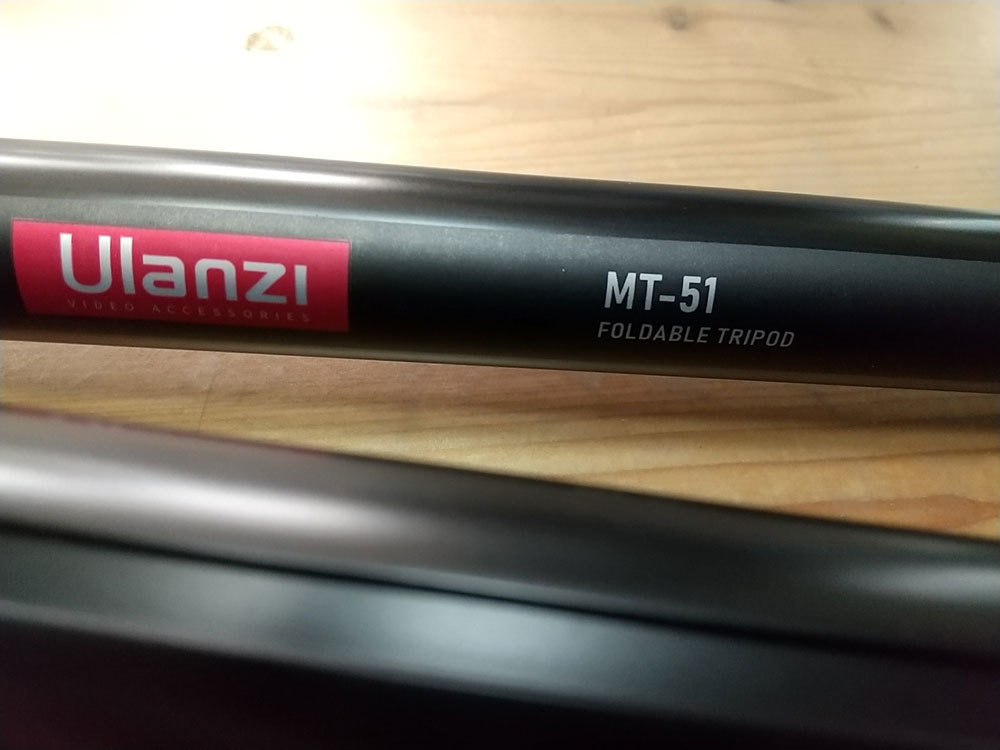 Ulanzi
VIDEO ACCESSORIES
MT-51
FOLDABLE TRIPOD